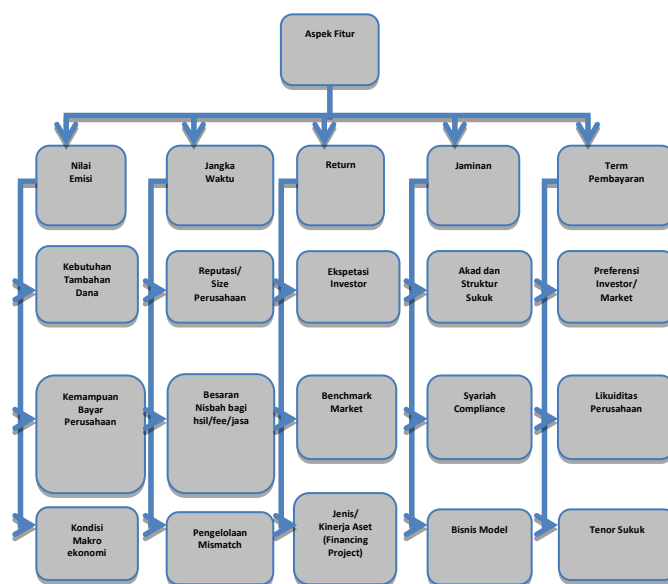 Aspek Fitur
Nilai
Emisi
Jangka
Waktu
Return
Jaminan
Term
Pembayaran
Kebutuhan
Tambahan
Dana
Reputasi/
Size
Perusahaan
Ekspetasi
Investor
Akad dan
Struktur
Sukuk
Preferensi
Investor/
Market
Kemampuan
Bayar
Perusahaan
Besaran
Nisbah bagi
hsil/fee/jasa
Benchmark
Market
Syariah
Compliance
Likuiditas
Perusahaan
Kondisi
Makro
ekonomi
Pengelolaan
Mismatch
Jenis/
Kinerja Aset
(Financing
Project)
Bisnis Model
Tenor Sukuk